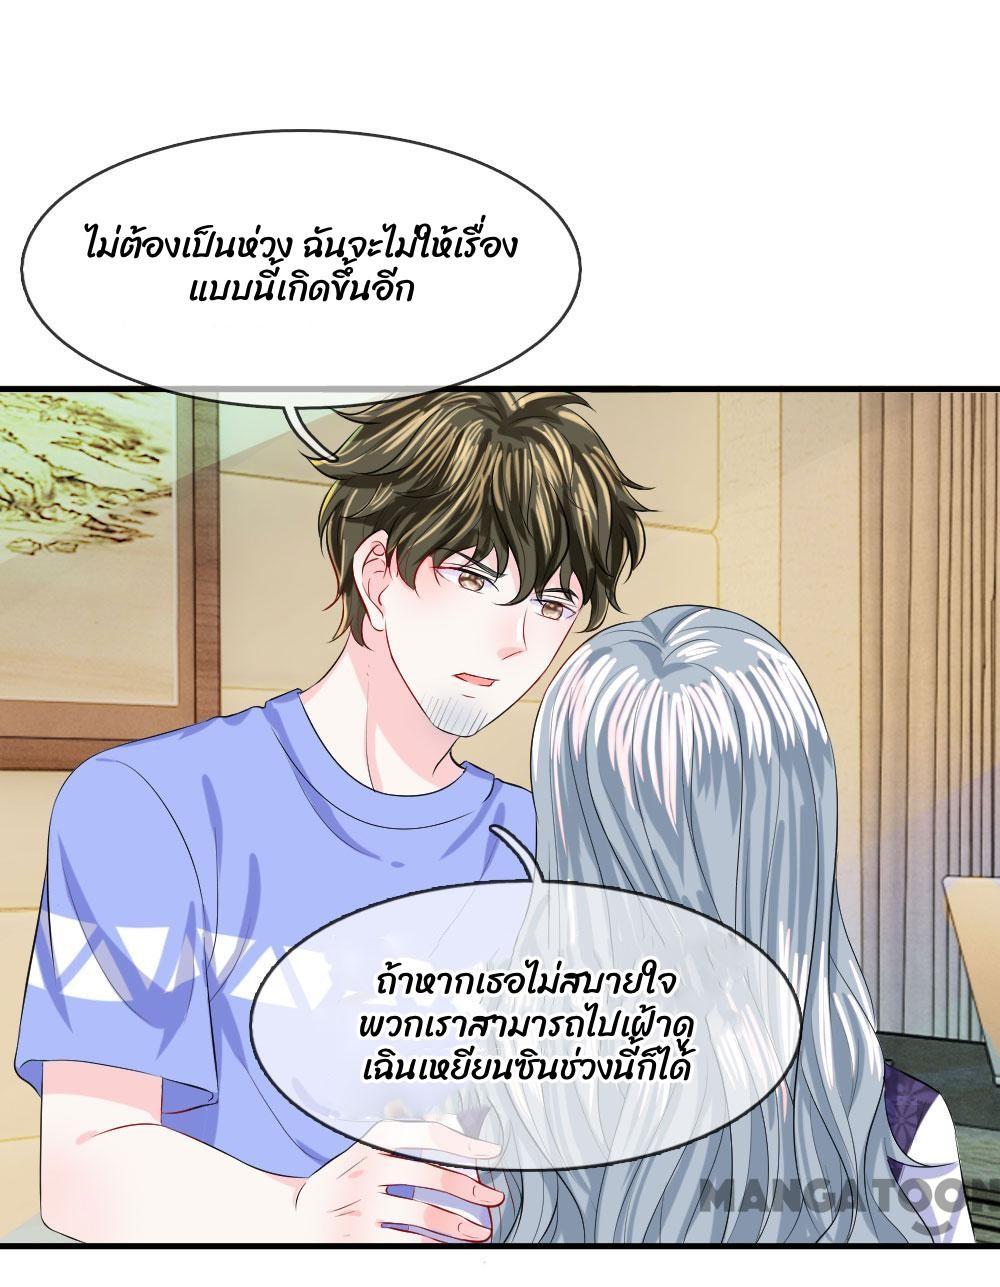 ไม่ต้องเป็นห่วง ฉันจะไม่ให้เรื่อง
แบบนี้เกิดขึ้นอีก
ถ้าหากเธอไม่สบายใจ
พวกเราสามารถไปเฝ้าดู
เฉินเหยียนซินช่วงนี้ก็ได้
MANGATOON